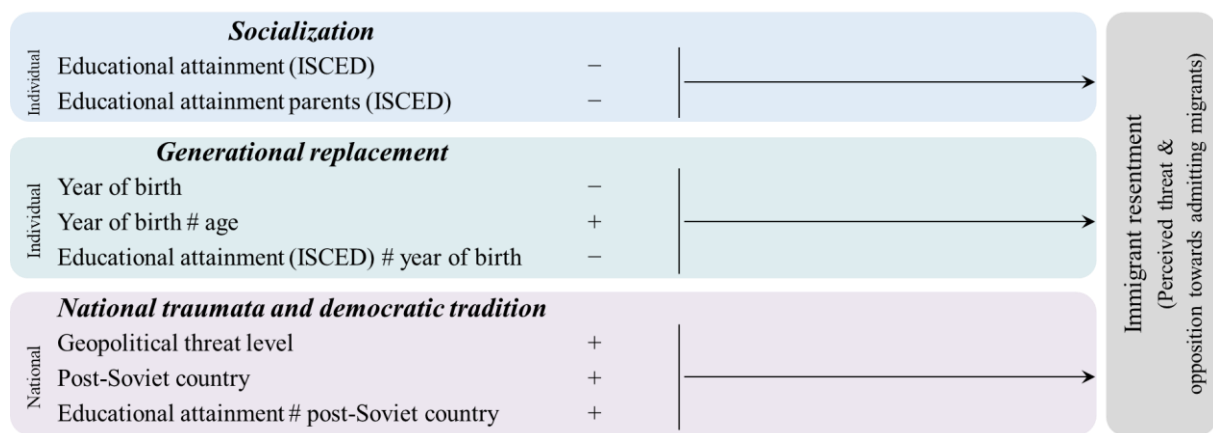 Socialization
Individual
Educational attainment (ISCED) −
Educational attainment parents (ISCED) −
Generational replacement
Individual
Year of birth −
Year of birth # age +
Educational attainment (ISCED) # year of birth −
National traumata and democratic tradition
National
Geopolitical threat level +
Post-Soviet country +
Educational attainment # post-Soviet country +
Immigrant resentment
(Perceived threat &
opposition towards admitting migrants)